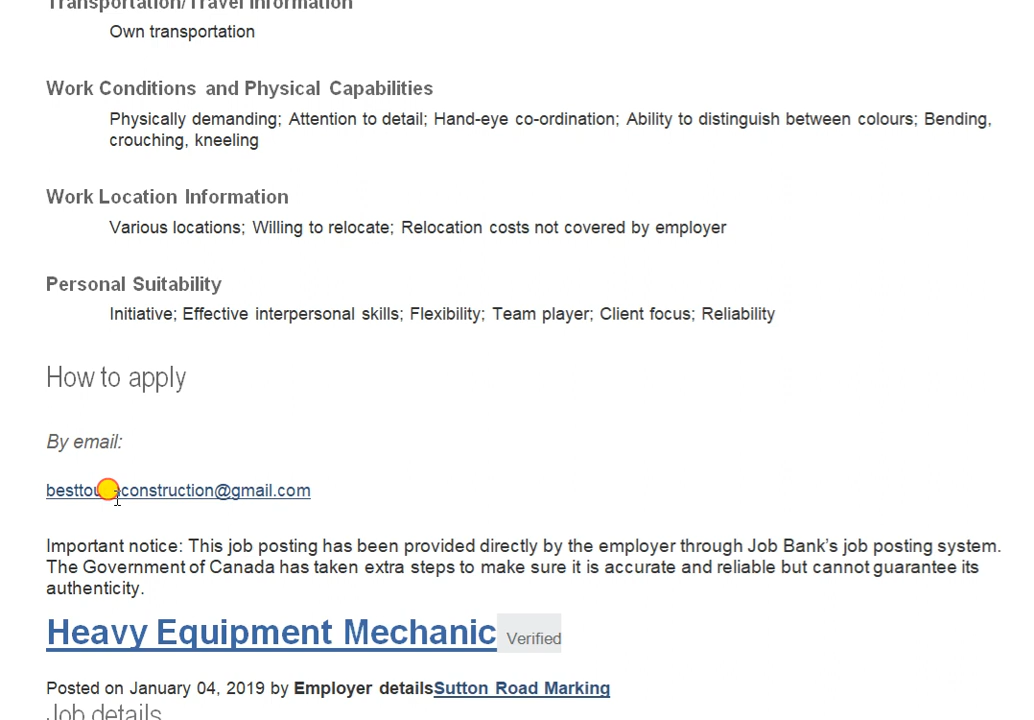 Transportation/Travel Information
Own transportation
Work Conditions and Physical Capabilities
Physically demanding; Attention to detail; Hand-eye co-ordination; Ability to distinguish between colours; Bending,
crouching, kneeling
Work Location Information
Various locations; Willing to relocate; Relocation costs not covered by employer
Personal Suitability
Initiative; Effective interpersonal skills; Flexibility; Team player; Client focus; Reliability
How to apply
By email:
Important notice: This job posting has been provided directly by the employer through Job Bank’s job posting system.
The Government of Canada has taken extra steps to make sure it is accurate and reliable but cannot guarantee its
authenticity.
Heavy Equipment Mechanic Verified
Posted on January 04, 2019 by Employer detailsSutton Road Marking
Job details